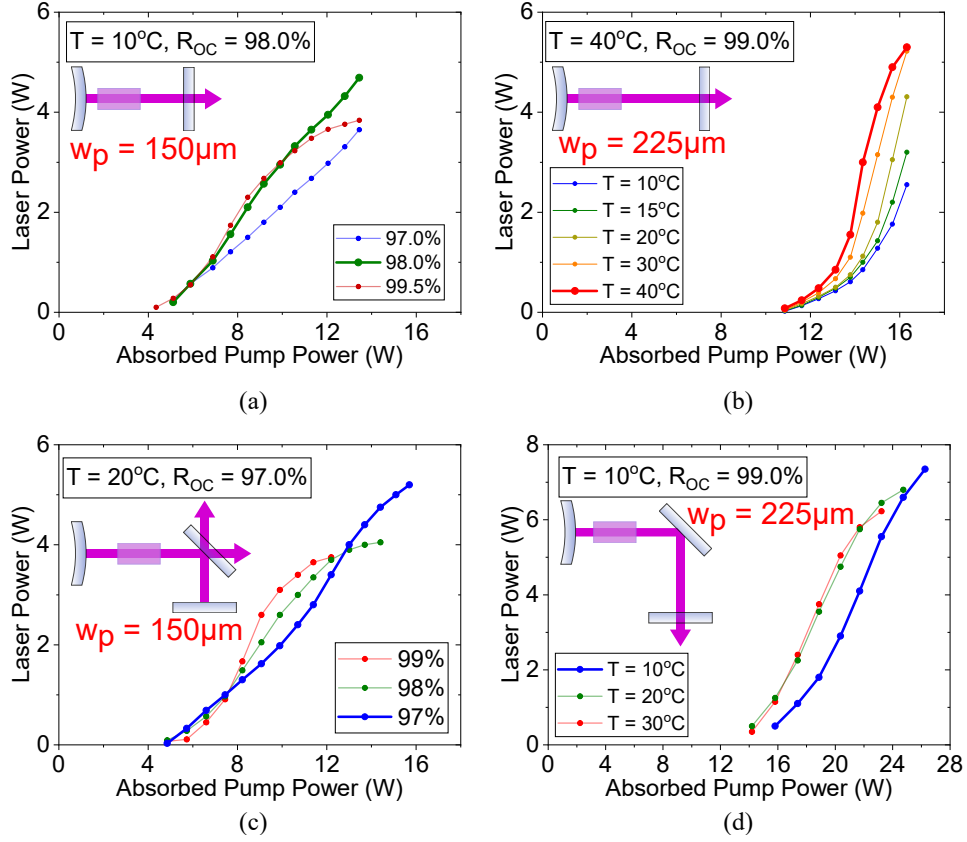 6
4
2
0
0
4
8
12
16
Laser Power (W)
Absorbed Pump Power (W)
T = 10°C, R_OC = 98.0%
w_p = 150μm
97.0%
98.0%
99.5%
(a)
6
4
2
0
0
4
8
12
16
Laser Power (W)
Absorbed Pump Power (W)
T = 40°C, R_OC = 99.0%
w_p = 225μm
T = 10°C
T = 15°C
T = 20°C
T = 30°C
T = 40°C
(b)
6
4
2
0
0
4
8
12
16
Laser Power (W)
Absorbed Pump Power (W)
T = 20°C, R_OC = 97.0%
w_p = 150μm
99%
98%
97%
(c)
8
6
4
2
0
8
12
16
20
24
28
Laser Power (W)
Absorbed Pump Power (W)
T = 10°C, R_OC = 99.0%
w_p = 225μm
T = 10°C
T = 20°C
T = 30°C
(d)